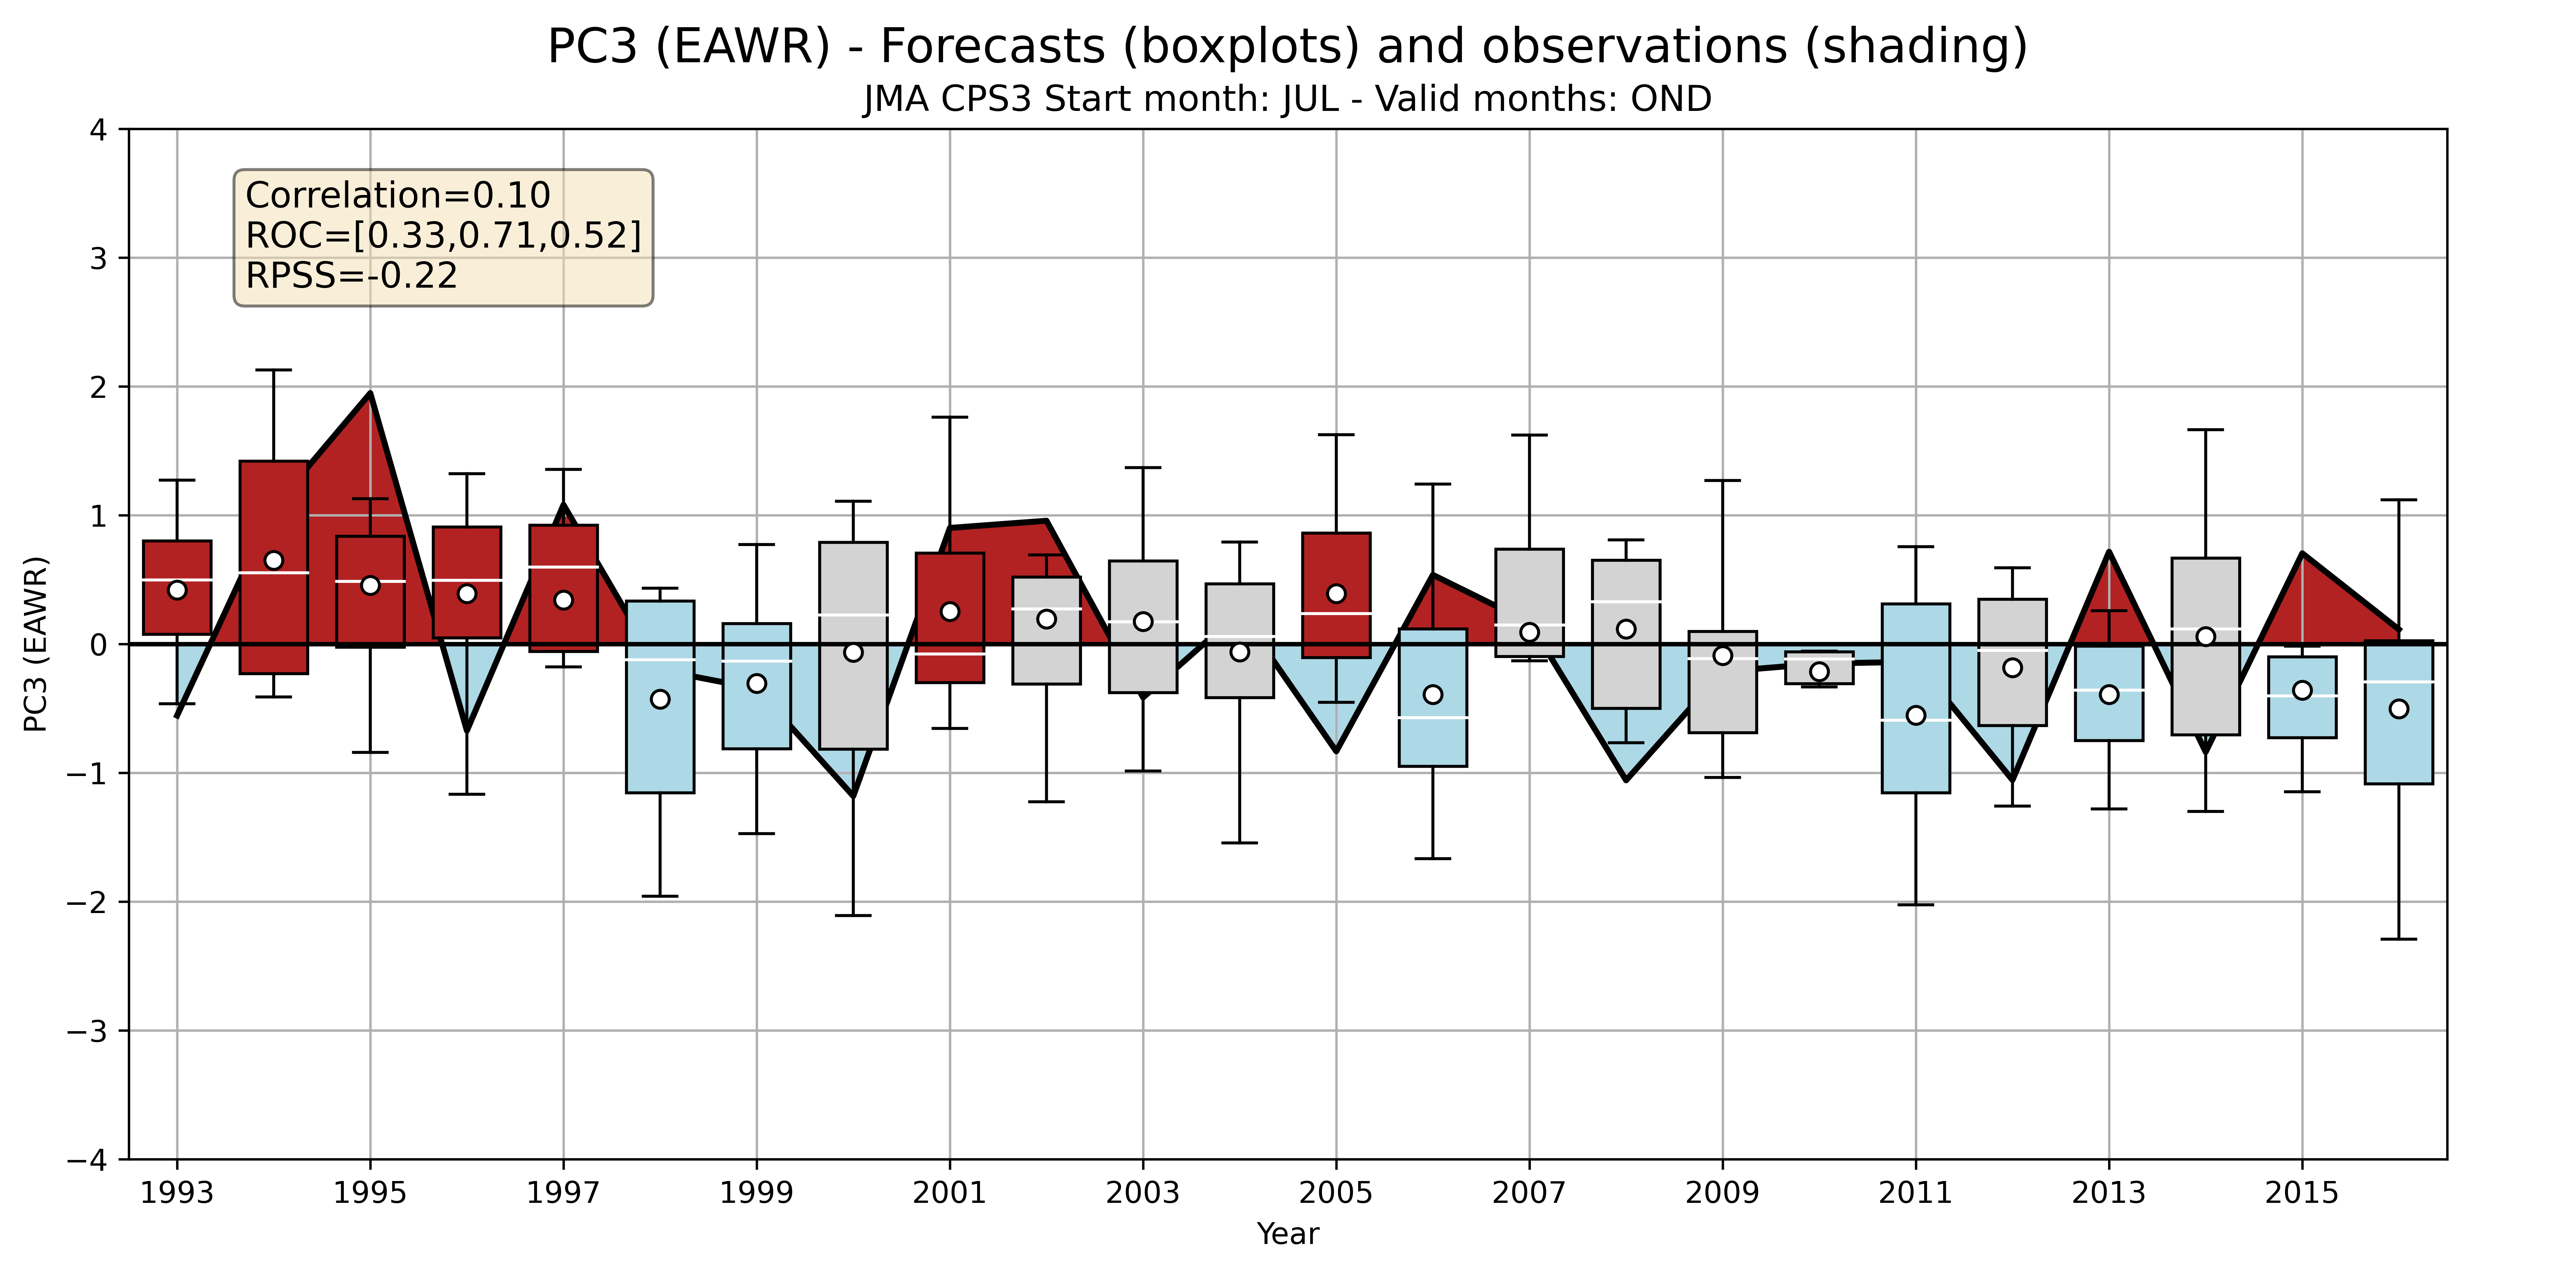 PC3 (EAWR) - Forecasts (boxplots) and observations (shading)
JMA CPS3 Start month: JUL - Valid months: OND
Correlation=0.10
ROC=[0.33,0.71,0.52]
RPSS=-0.22
PC3 (EAWR)
4
3
2
1
0
−1
−2
−3
−4
1993 1995 1997 1999 2001 2003 2005 2007 2009 2011 2013 2015
Year